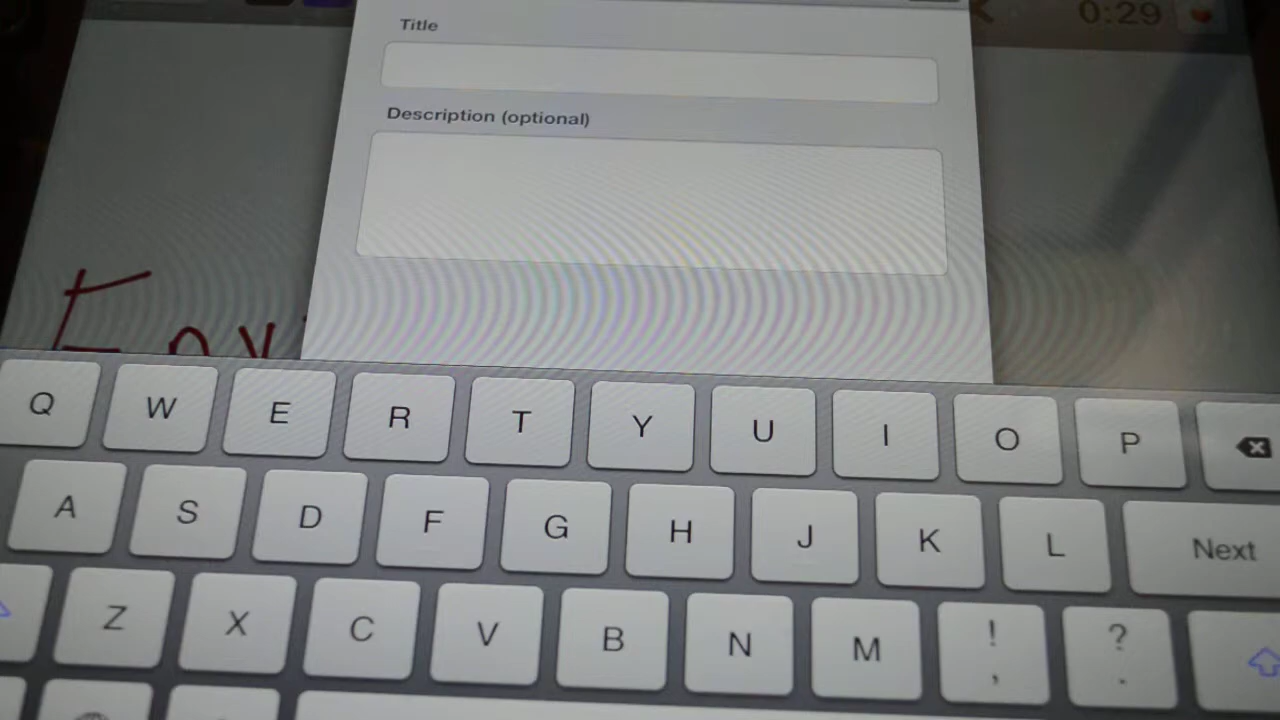 0:29
Title
Description (optional)
Q W E R T Y U I O P
A S D F G H J K L Next
Z X C V B N M ! , ? .